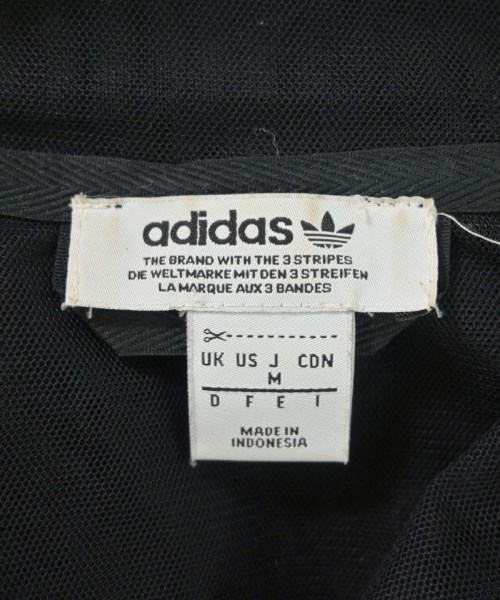 adidas
THE BRAND WITH THE 3 STRIPES
DIE WELTMARKE MIT DEN 3 STREIFEN
LA MARQUE AUX 3 BANDES
UK US J CDN
M
D F E I
MADE IN
INDONESIA